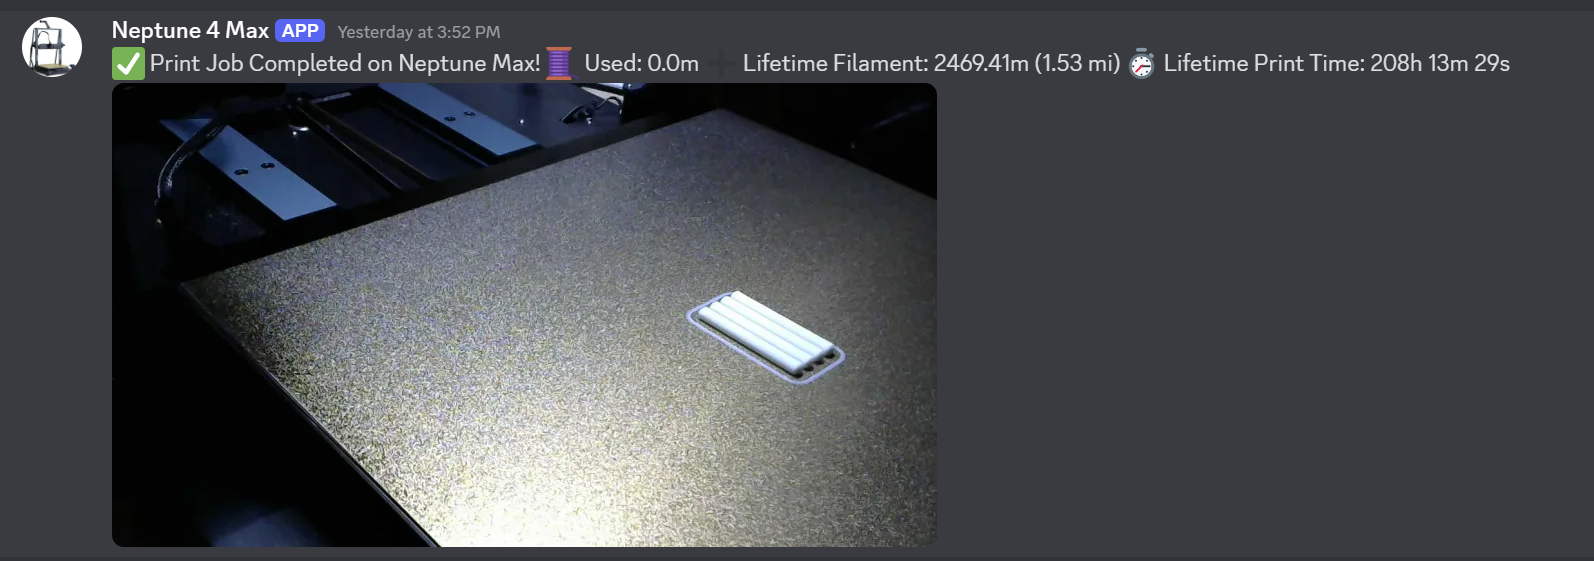 Neptune 4 Max APP Yesterday at 3:52 PM
✅ Print Job Completed on Neptune Max!🧵 Used: 0.0m ➕ Lifetime Filament: 2469.41m (1.53 mi) ⏱️ Lifetime Print Time: 208h 13m 29s